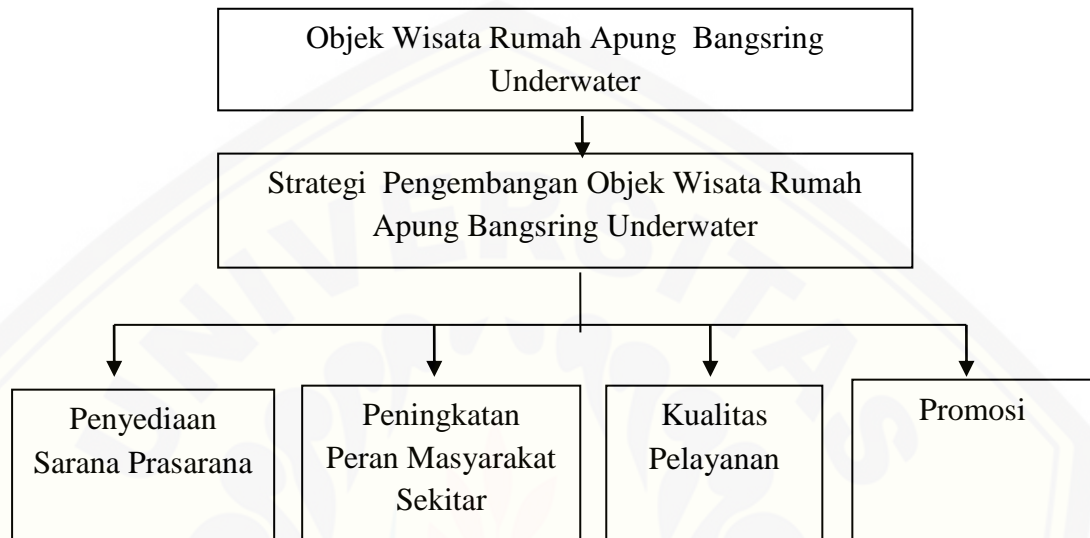 Objek Wisata Rumah Apung Bangsring
Underwater
Strategi Pengembangan Objek Wisata Rumah
Apung Bangsring Underwater
Penyediaan
Sarana Prasarana
Peningkatan
Peran Masyarakat
Sekitar
Kualitas
Pelayanan
Promosi
UNIVERSITAS